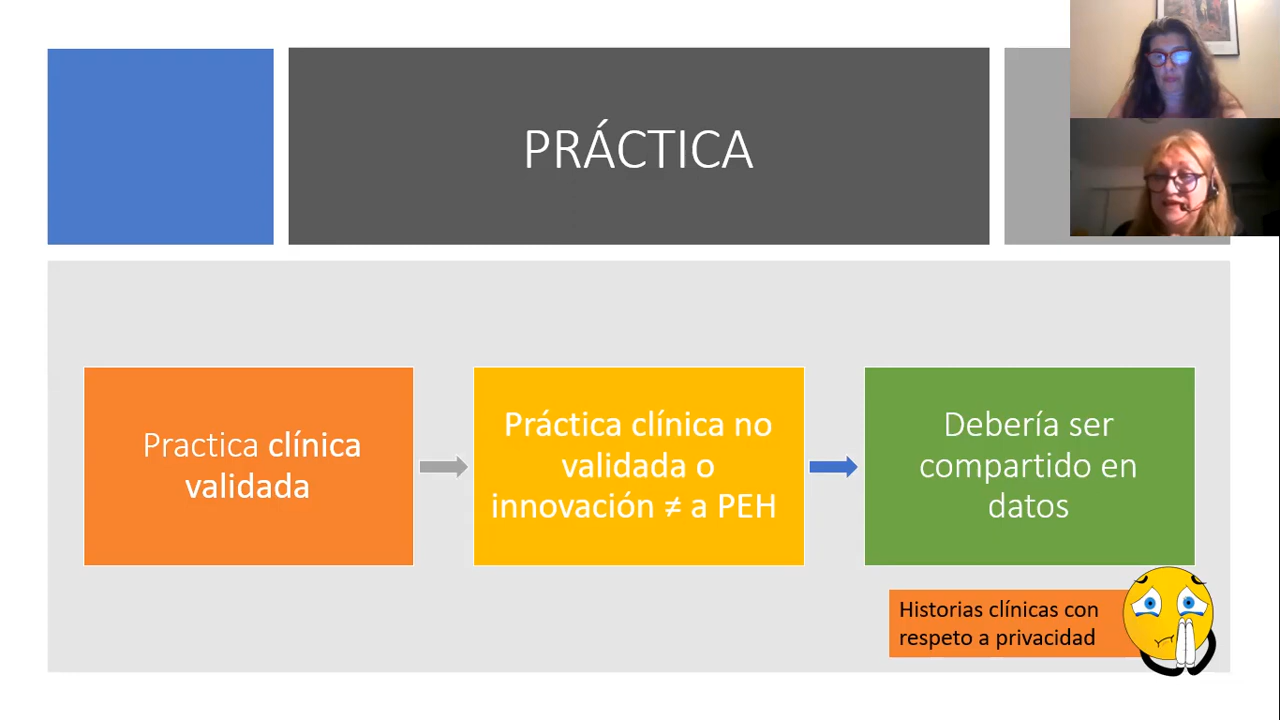 PRÁCTICA
Practica clínica
validada
Práctica clínica no
validada o
innovación ≠ a PEH
Debería ser
compartido en
datos
Historias clínicas con
respeto a privacidad